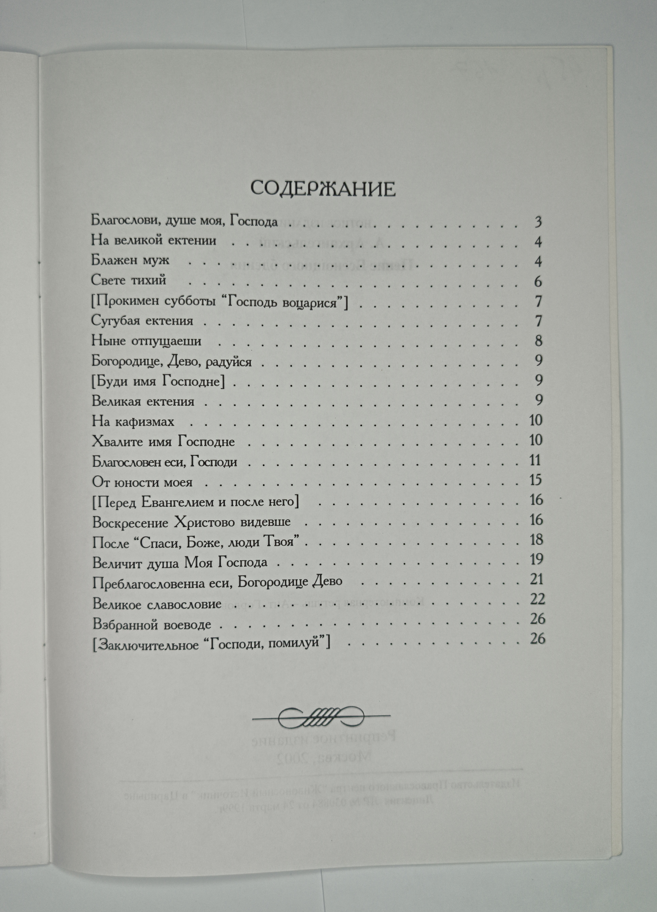 СОДЕРЖАНИЕ
Благослови, душе моя, Господа . . . . . . . . . . . . . . . . . . 3
На великой ектении . . . . . . . . . . . . . . . . . . . . . . 4
Блажен муж . . . . . . . . . . . . . . . . . . . . . . . . 4
Свете тихий . . . . . . . . . . . . . . . . . . . . . . . . 6
[Прокимен субботы “Господь воцарися”] . . . . . . . . . . . . 7
Сугубая ектения . . . . . . . . . . . . . . . . . . . . . . . 7
Ныне отпущаеши . . . . . . . . . . . . . . . . . . . . . . . 8
Богородице, Дево, радуйся . . . . . . . . . . . . . . . . . . . 9
[Буди имя Господне] . . . . . . . . . . . . . . . . . . . . . 9
Великая ектения . . . . . . . . . . . . . . . . . . . . . . . 9
На кафизмах . . . . . . . . . . . . . . . . . . . . . . . . 10
Хвалите имя Господне . . . . . . . . . . . . . . . . . . . . 10
Благословен еси, Господи . . . . . . . . . . . . . . . . . . . . 11
От юности моея . . . . . . . . . . . . . . . . . . . . . . . 15
[Перед Евангелием и после него] . . . . . . . . . . . . . . . . 16
Воскресение Христово видевше . . . . . . . . . . . . . . . . 16
После “Спаси, Боже, люди Твоя” . . . . . . . . . . . . . . . . 18
Величит душа Моя Господа . . . . . . . . . . . . . . . . . . 19
Преблагословенна еси, Богородице Дево . . . . . . . . . . . . 21
Великое славословие . . . . . . . . . . . . . . . . . . . . . 22
Взбранной воеводе . . . . . . . . . . . . . . . . . . . . . . 26
[Заключительное “Господи, помилуй”] . . . . . . . . . . . . . 26